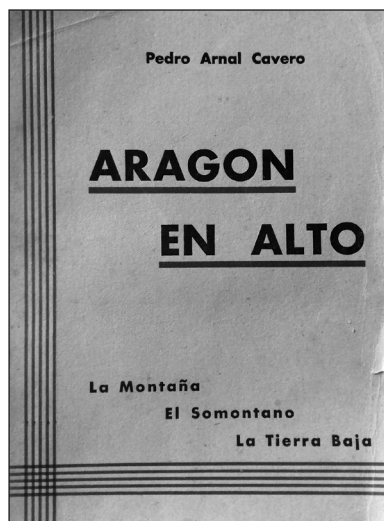 Pedro Arnal Cavero
ARAGON
EN ALTO
La Montaña
El Somontano
La Tierra Baja